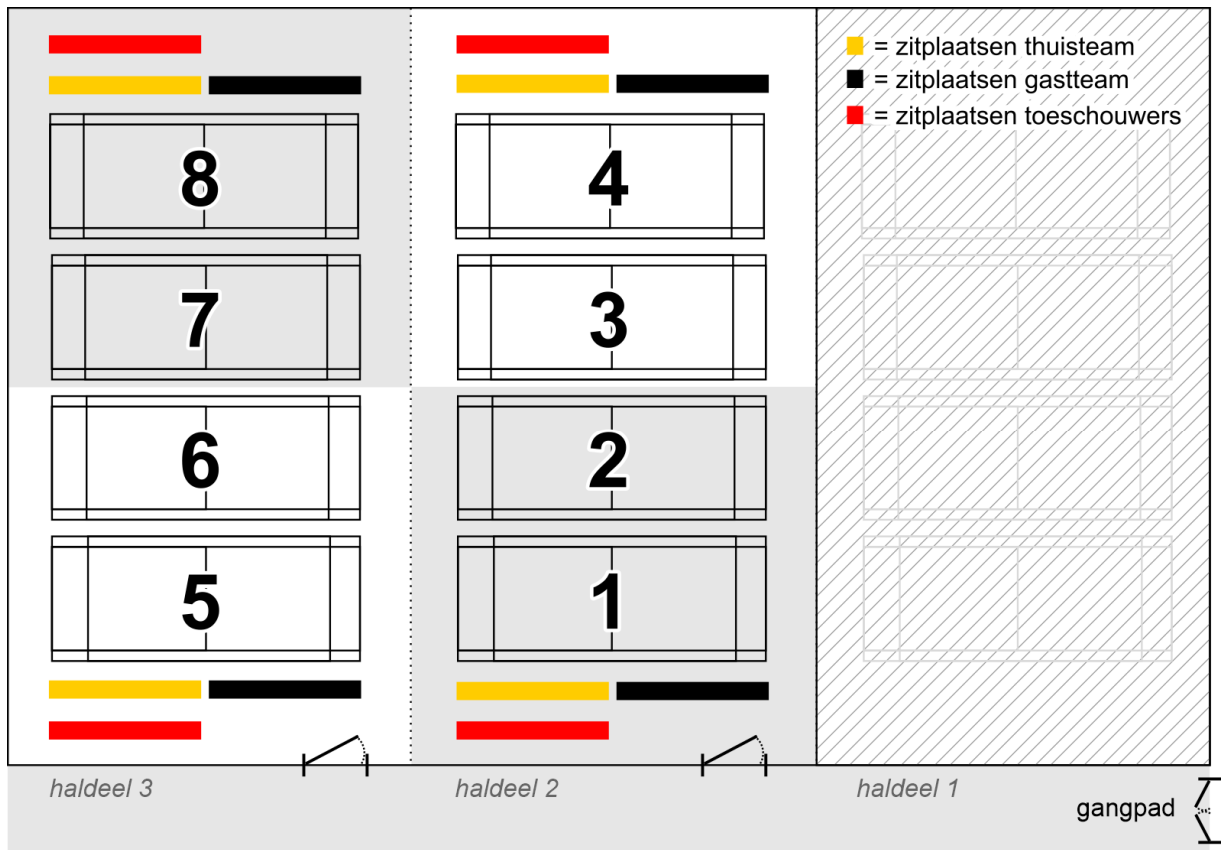 = zitplaatsen thuisteam
= zitplaatsen gastteam
= zitplaatsen toeschouwers
8
4
7
3
6
2
5
1
haldeel 3
haldeel 2
haldeel 1
gangpad